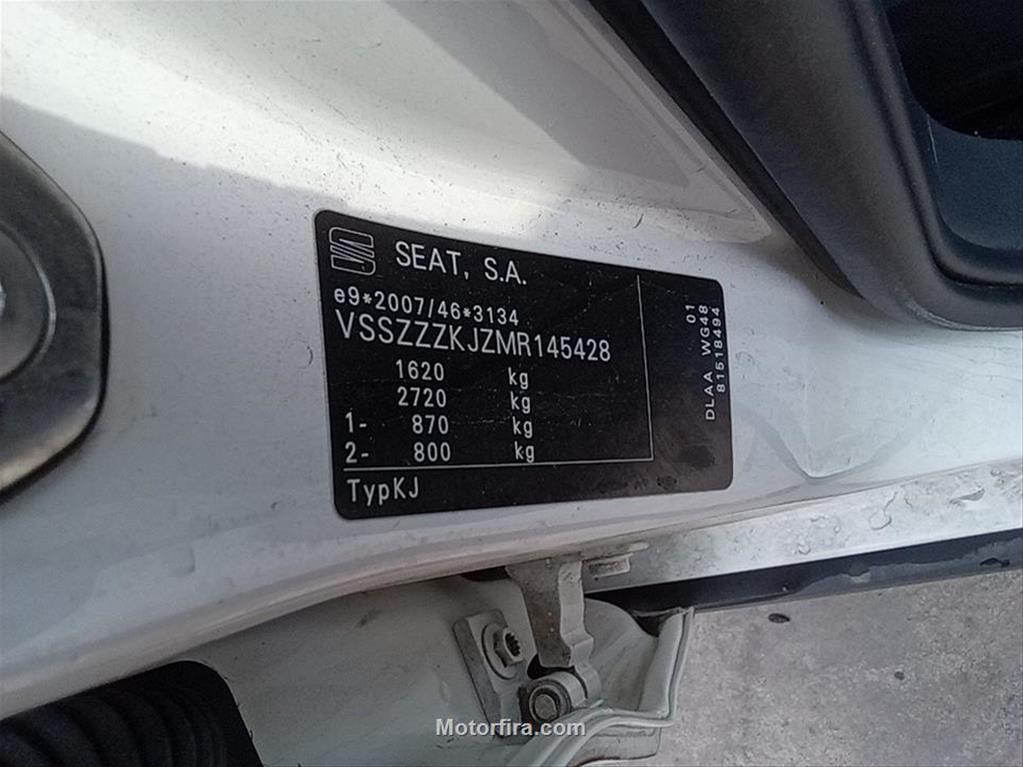 SEAT, S.A.
e9*2007/46*3134
VSSZZZKJZMR145428
1620 kg
2720 kg
1- 870 kg
2- 800 kg
TypKJ
01
DLAA WG48
81518494
Motorfira.com